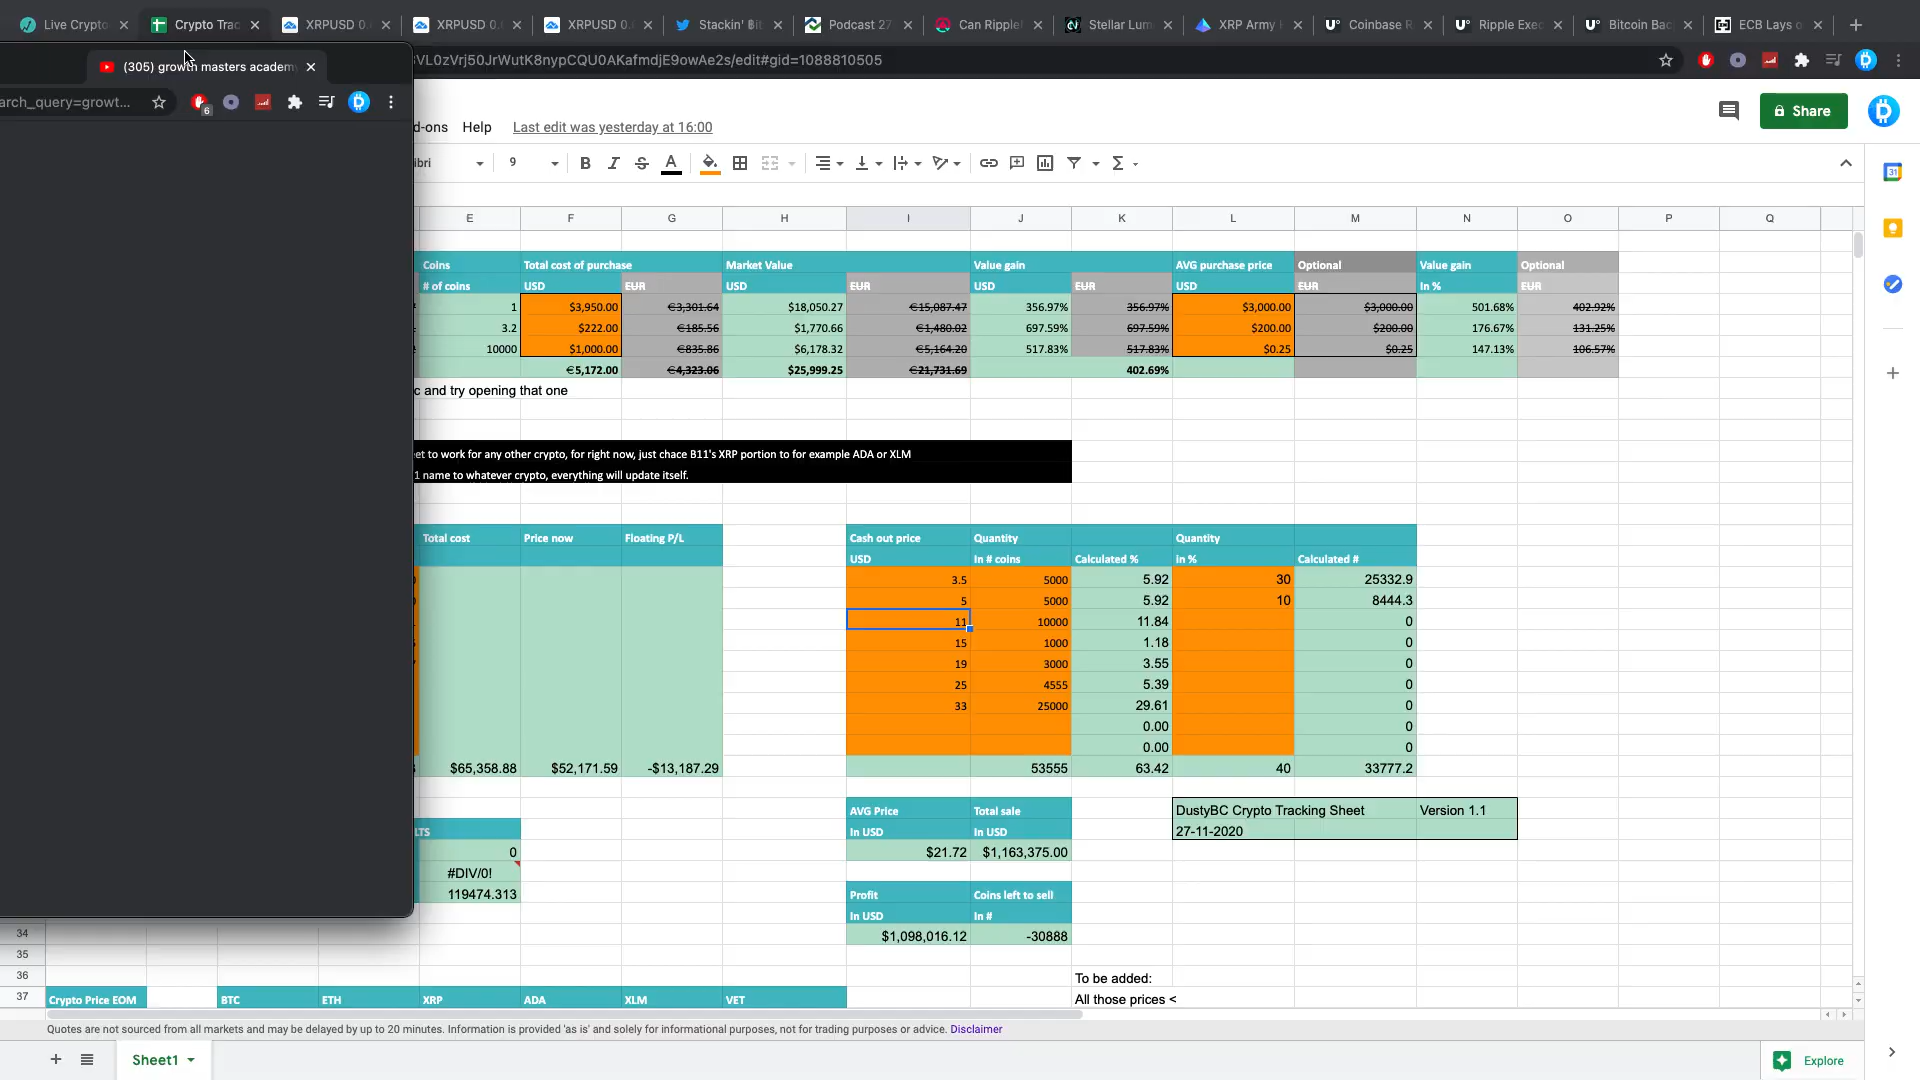 Live Crypto
Crypto Trac
XRPUSD 0.
XRPUSD 0.
XRPUSD 0.
Stackin' ₿it
Podcast 27
Can Ripple
Stellar Lum
XRP Army
Coinbase R
Ripple Exec
Bitcoin Bac
ECB Lays o
(305) growth masters academy
VL0zVrj50JrWutK8nypCQU0AKafmdjE9owAe2s/edit#gid=1088810505
arch_query=growt...
6
d-ons Help Last edit was yesterday at 16:00
Share
ibri 9 B I S A
31
E F G H I J K L M N O P Q
Coins Total cost of purchase Market Value Value gain AVG purchase price Optional Value gain Optional
# of coins USD EUR USD EUR USD EUR USD EUR In % EUR
1 $3,950.00 €3,301.64 $18,050.27 €15,087.47 356.97% 356.97% $3,000.00 $3,000.00 501.68% 402.92%
3.2 $222.00 €185.56 $1,770.66 €1,480.02 697.59% 697.59% $200.00 $200.00 176.67% 131.25%
10000 $1,000.00 €835.86 $6,178.32 €5,164.20 517.83% 517.83% $0.25 $0.25 147.13% 106.57%
€5,172.00 €4,323.06 $25,999.25 €21,731.69 402.69%
c and try opening that one
et to work for any other crypto, for right now, just chace B11's XRP portion to for example ADA or XLM
1 name to whatever crypto, everything will update itself.
Total cost Price now Floating P/L Cash out price Quantity Quantity
USD In # coins Calculated % in % Calculated #
3.5 5000 5.92 30 25332.9
5 5000 5.92 10 8444.3
11 10000 11.84 0
15 1000 1.18 0
19 3000 3.55 0
25 4555 5.39 0
33 25000 29.61 0
0.00 0
0.00 0
$65,358.88 $52,171.59 -$13,187.29 53555 63.42 40 33777.2
AVG Price Total sale DustyBC Crypto Tracking Sheet Version 1.1
LTS In USD In USD 27-11-2020
0 $21.72 $1,163,375.00
#DIV/0!
119474.313 Profit Coins left to sell
In USD In #
34 $1,098,016.12 -30888
35
36 To be added:
37 Crypto Price EOM BTC ETH XRP ADA XLM VET All those prices <
Quotes are not sourced from all markets and may be delayed by up to 20 minutes. Information is provided 'as is' and solely for informational purposes, not for trading purposes or advice. Disclaimer
Sheet1
Explore